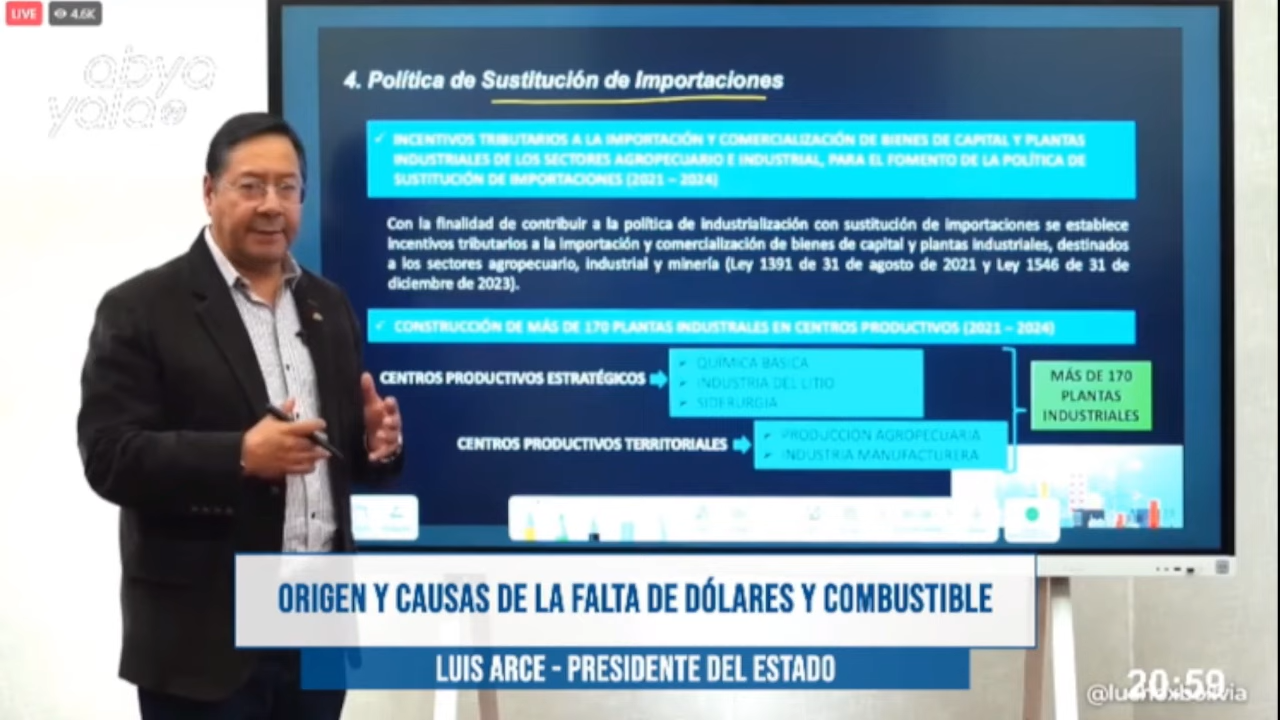 LIVE 4.6K
abya
yala
4. Política de Sustitución de Importaciones
✓ INCENTIVOS TRIBUTARIOS A LA IMPORTACIÓN Y COMERCIALIZACIÓN DE BIENES DE CAPITAL Y PLANTAS
INDUSTRIALES DE LOS SECTORES AGROPECUARIO E INDUSTRIAL, PARA EL FOMENTO DE LA POLÍTICA DE
SUSTITUCIÓN DE IMPORTACIONES (2021 – 2024)
Con la finalidad de contribuir a la política de industrialización con sustitución de importaciones se establece
incentivos tributarios a la importación y comercialización de bienes de capital y plantas industriales, destinados
a los sectores agropecuario, industrial y minería (Ley 1391 de 31 de agosto de 2021 y Ley 1546 de 31 de
diciembre de 2023).
✓ CONSTRUCCIÓN DE MÁS DE 170 PLANTAS INDUSTRIALES EN CENTROS PRODUCTIVOS (2021 – 2024)
CENTROS PRODUCTIVOS ESTRATÉGICOS
QUÍMICA BÁSICA
INDUSTRIA DEL LITIO
SIDERURGIA
CENTROS PRODUCTIVOS TERRITORIALES
PRODUCCIÓN AGROPECUARIA
INDUSTRIA MANUFACTURERA
MÁS DE 170
PLANTAS
INDUSTRIALES
ORIGEN Y CAUSAS DE LA FALTA DE DÓLARES Y COMBUSTIBLE
LUIS ARCE - PRESIDENTE DEL ESTADO
20:59